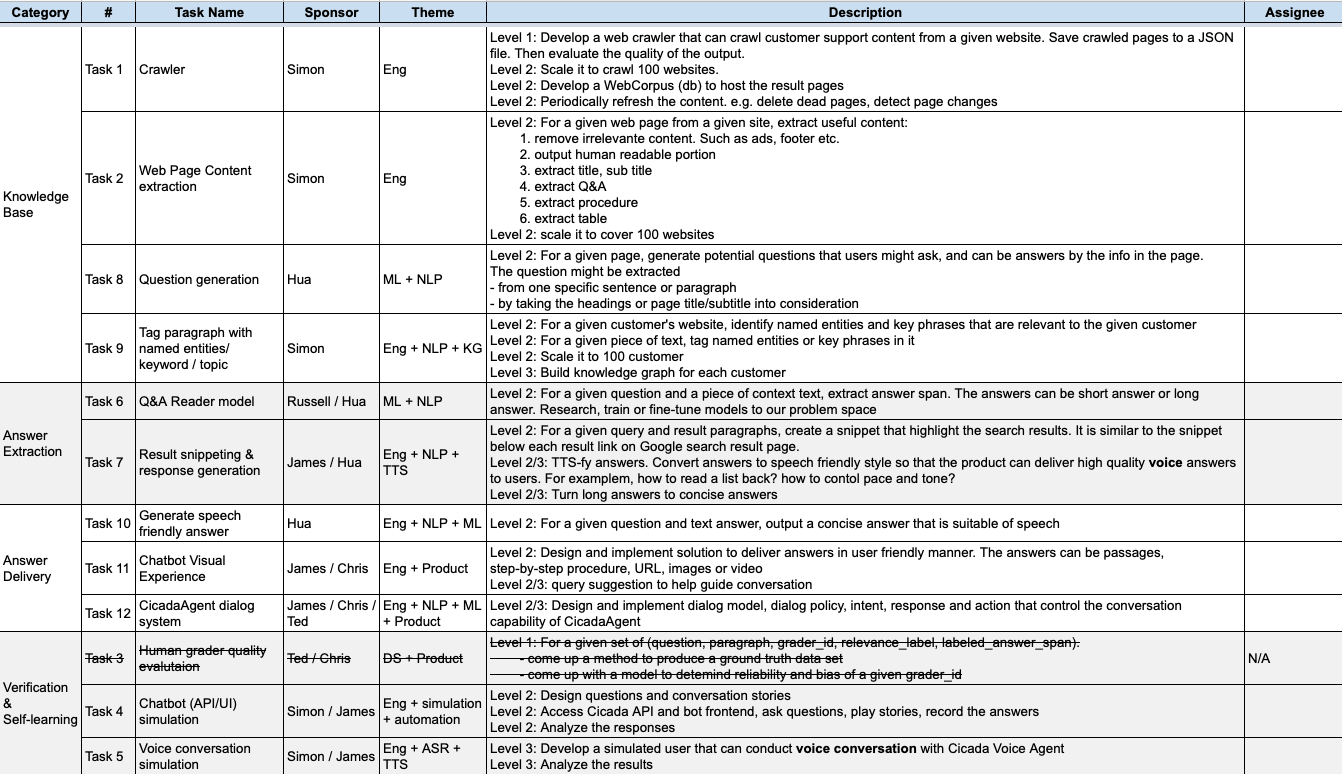 Category # Task Name Sponsor Theme Description Assignee
Knowledge
Base
Task 1 Crawler Simon Eng
Level 1: Develop a web crawler that can crawl customer support content from a given website. Save crawled pages to a JSON
file. Then evaluate the quality of the output.
Level 2: Scale it to crawl 100 websites.
Level 2: Develop a WebCorpus (db) to host the result pages
Level 2: Periodically refresh the content. e.g. delete dead pages, detect page changes
Task 2 Web Page Content
extraction
Simon Eng
Level 2: For a given web page from a given site, extract useful content:
1. remove irrelevante content. Such as ads, footer etc.
2. output human readable portion
3. extract title, sub title
4. extract Q&A
5. extract procedure
6. extract table
Level 2: scale it to cover 100 websites
Task 8 Question generation Hua ML + NLP
Level 2: For a given page, generate potential questions that users might ask, and can be answers by the info in the page.
The question might be extracted
- from one specific sentence or paragraph
- by taking the headings or page title/subtitle into consideration
Task 9 Tag paragraph with
named entities/
keyword / topic
Simon Eng + NLP + KG
Level 2: For a given customer's website, identify named entities and key phrases that are relevant to the given customer
Level 2: For a given piece of text, tag named entities or key phrases in it
Level 2: Scale it to 100 customer
Level 3: Build knowledge graph for each customer
Answer
Extraction
Task 6 Q&A Reader model Russell / Hua ML + NLP
Level 2: For a given question and a piece of context text, extract answer span. The answers can be short answer or long
answer. Research, train or fine-tune models to our problem space
Task 7 Result snippeting &
response generation
James / Hua
Eng + NLP +
TTS
Level 2: For a given query and result paragraphs, create a snippet that highlight the search results. It is similar to the snippet
below each result link on Google search result page.
Level 2/3: TTS-fy answers. Convert answers to speech friendly style so that the product can deliver high quality voice answers
to users. For examplem, how to read a list back? how to contol pace and tone?
Level 2/3: Turn long answers to concise answers
Answer
Delivery
Task 10 Generate speech
friendly answer
Hua Eng + NLP + ML
Level 2: For a given question and text answer, output a concise answer that is suitable of speech
Task 11 Chatbot Visual
Experience
James / Chris Eng + Product
Level 2: Design and implement solution to deliver answers in user friendly manner. The answers can be passages,
step-by-step procedure, URL, images or video
Level 2/3: query suggestion to help guide conversation
Task 12 CicadaAgent dialog
system
James / Chris /
Ted
Eng + NLP + ML
+ Product
Level 2/3: Design and implement dialog model, dialog policy, intent, response and action that control the conversation
capability of CicadaAgent
Verification
&
Self-learning
Task 3 Human grader quality
evalutaion
Ted / Chris DS + Product
Level 1: For a given set of (question, paragraph, grader_id, relevance_label, labeled_answer_span).
- come up a method to produce a ground truth data set
- come up with a model to detemind reliability and bias of a given grader_id
N/A
Task 4 Chatbot (API/UI)
simulation
Simon / James
Eng + simulation
+ automation
Level 2: Design questions and conversation stories
Level 2: Access Cicada API and bot frontend, ask questions, play stories, record the answers
Level 2: Analyze the responses
Task 5 Voice conversation
simulation
Simon / James
Eng + ASR +
TTS
Level 3: Develop a simulated user that can conduct voice conversation with Cicada Voice Agent
Level 3: Analyze the results